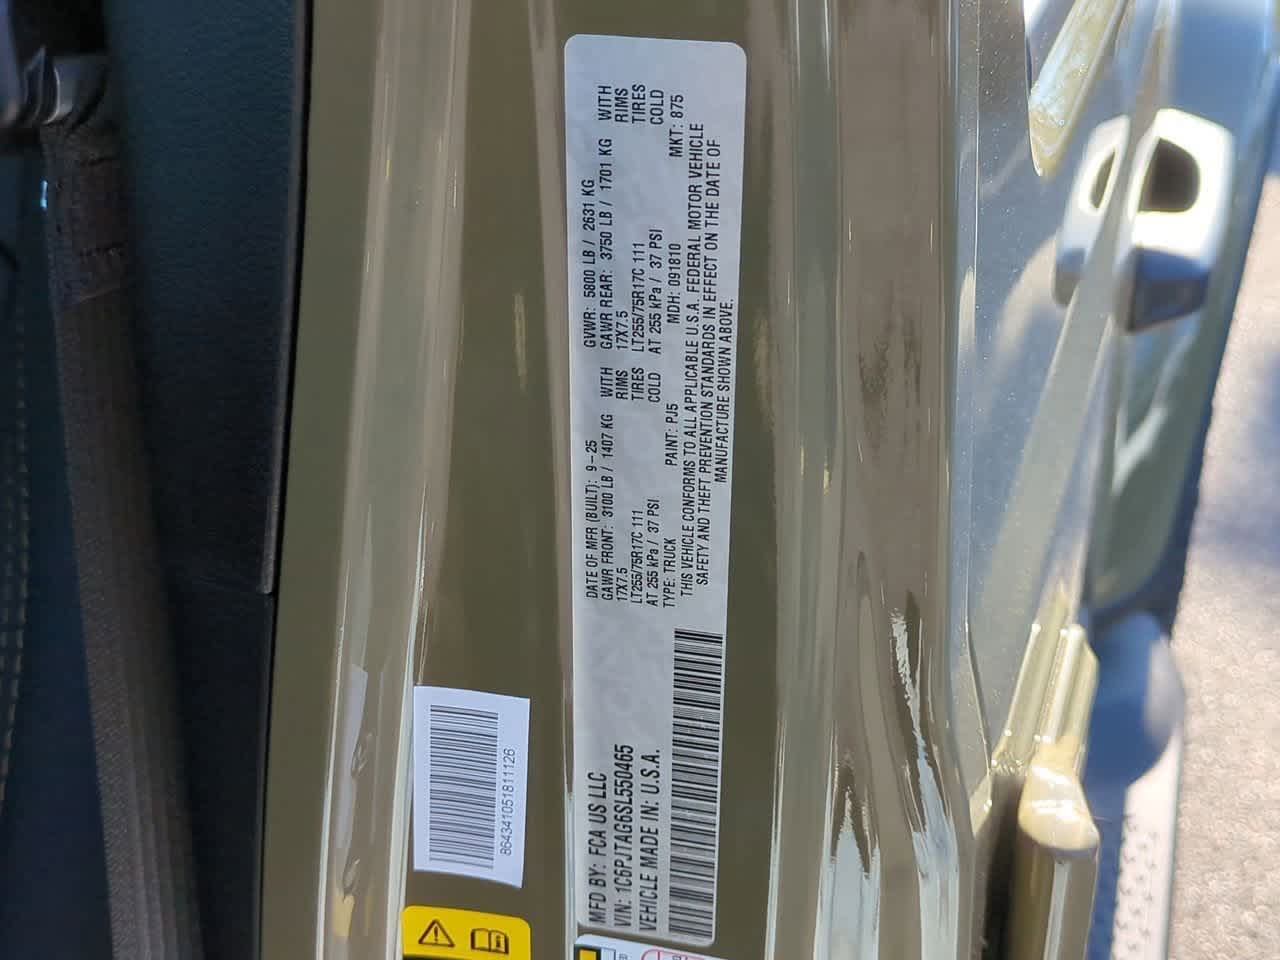 MFD BY: FCA US LLC
VIN: 1C6PJTAG6SL550465
VEHICLE MADE IN: U.S.A.
DATE OF MFR (BUILT): 9-25 GVWR: 5800 LB / 2631 KG
GAWR FRONT: 3100 LB / 1407 KG WITH GAWR REAR: 3750 LB / 1701 KG WITH
17X7.5 RIMS 17X7.5 RIMS
LT255/75R17C 111 TIRES LT255/75R17C 111 TIRES
AT 255 kPa / 37 PSI COLD AT 255 kPa / 37 PSI COLD
TYPE: TRUCK PAINT: PJ5 MDH: 091810 MKT: 875
THIS VEHICLE CONFORMS TO ALL APPLICABLE U.S.A. FEDERAL MOTOR VEHICLE
SAFETY AND THEFT PREVENTION STANDARDS IN EFFECT ON THE DATE OF
MANUFACTURE SHOWN ABOVE.
864341051811126